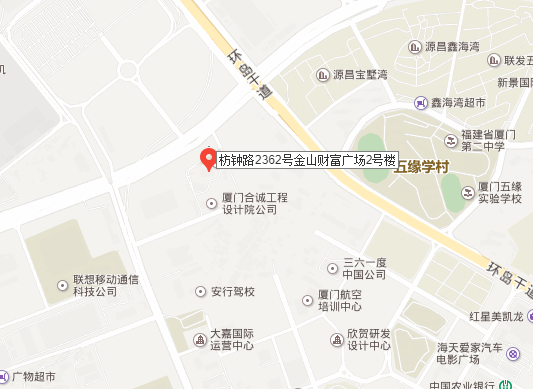 环岛干道
源昌鑫海湾
联发五
源昌宝墅湾
新景国际
机
鑫海湾超市
福建省厦门
第二中学
枋钟路2362号金山财富广场2号楼
五缘学村
厦门五缘
实验学校
厦门合诚工程
设计院公司
三六一度
中国公司
环岛干道
联想移动通信
科技公司
安行驾校
厦门航空
培训中心
红星美凯龙
大嘉国际
运营中心
欣贺研发
设计中心
海天爱家汽车
电影广场
广物超市
中国农业银行